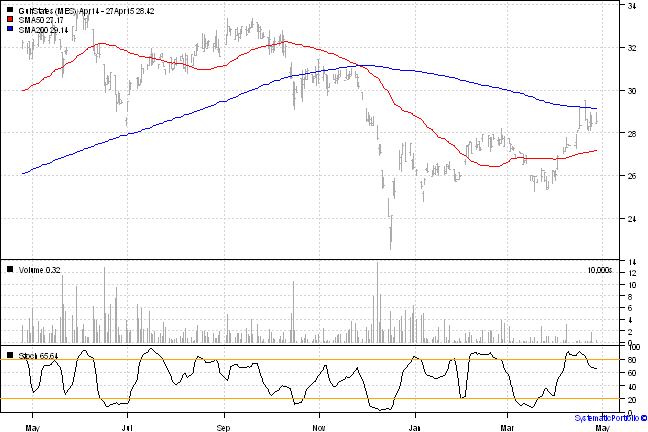 GulfStates (MES) Apr14 - 27Apr15 28.42
SMA50 27.17
SMA200 29.14
34
32
30
28
26
24
Volume 0.32
10,000s
14
12
10
8
6
4
2
0
Stoch 65.64
100
80
60
40
20
0
May
Jul
Sep
Nov
Jan
Mar
May
SystematicPortfolio ©